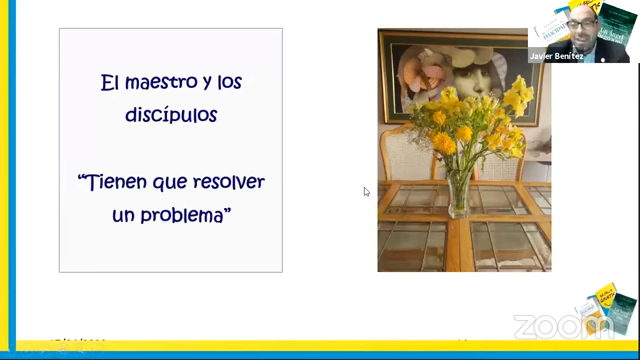 El maestro y los
discípulos
“Tienen que resolver
un problema”
Javier Benítez
zoom